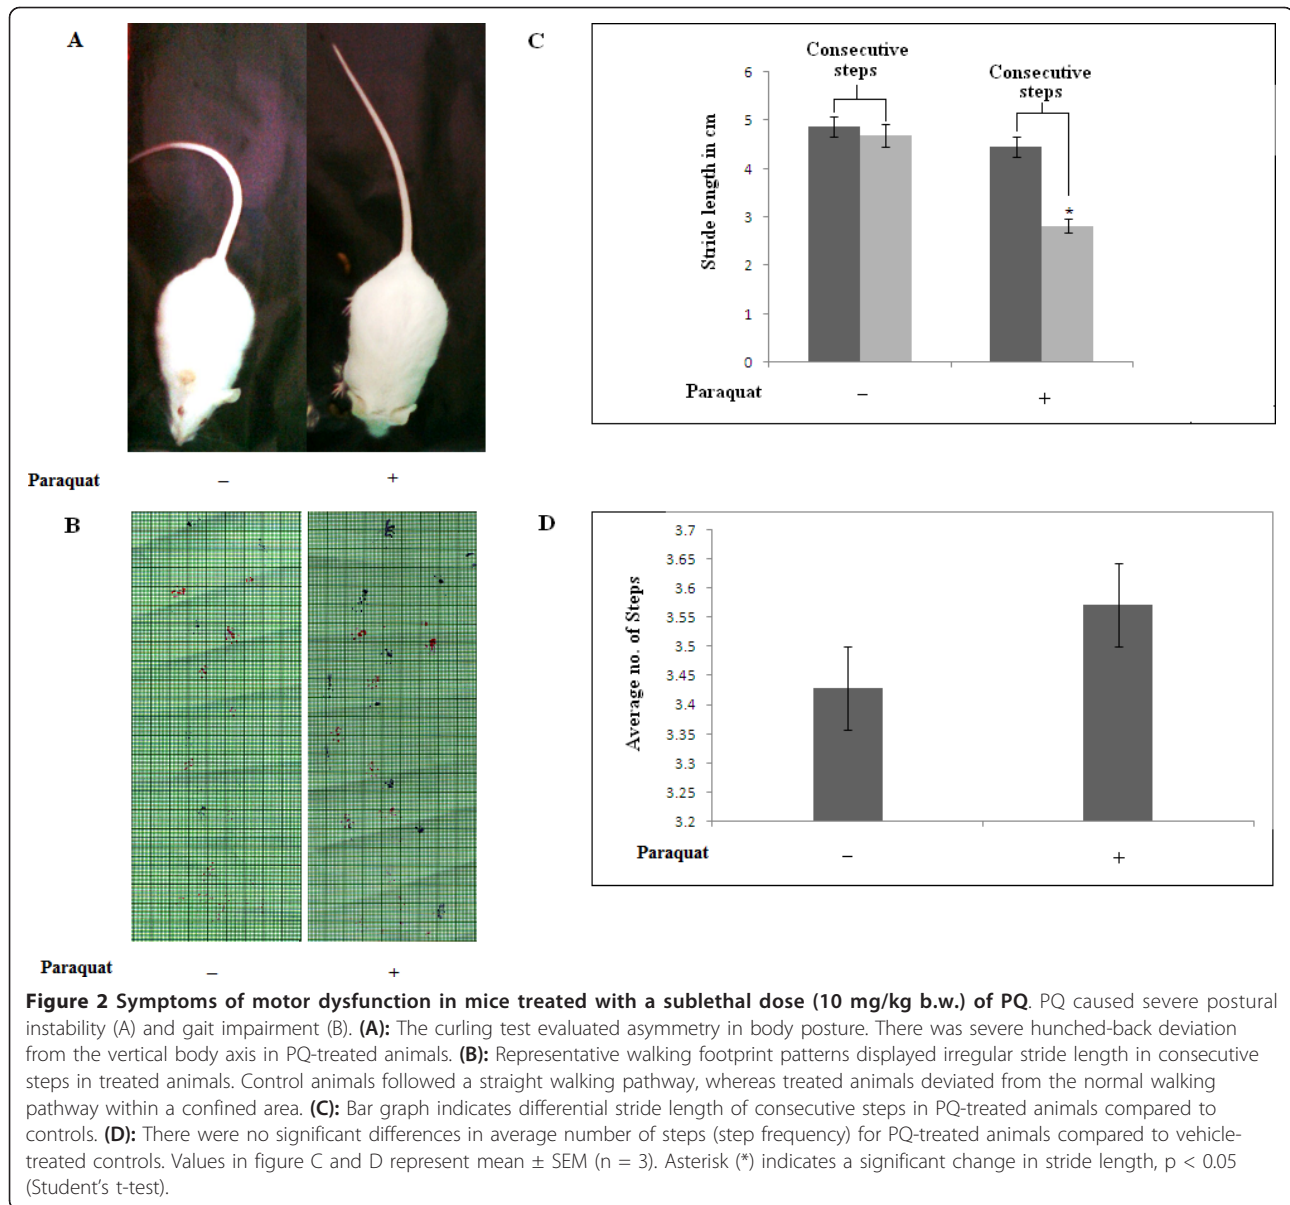 A
Paraquat
–
+
C
Consecutive
steps
Consecutive
steps
*
Stride length in cm
6
5
4
3
2
1
0
Paraquat
–
+
B
Paraquat
–
+
D
Average no. of Steps
3.7
3.65
3.6
3.55
3.5
3.45
3.4
3.35
3.3
3.25
3.2
Paraquat
–
+
Figure 2 Symptoms of motor dysfunction in mice treated with a sublethal dose (10 mg/kg b.w.) of PQ. PQ caused severe postural
instability (A) and gait impairment (B). (A): The curling test evaluated asymmetry in body posture. There was severe hunched-back deviation
from the vertical body axis in PQ-treated animals. (B): Representative walking footprint patterns displayed irregular stride length in consecutive
steps in treated animals. Control animals followed a straight walking pathway, whereas treated animals deviated from the normal walking
pathway within a confined area. (C): Bar graph indicates differential stride length of consecutive steps in PQ-treated animals compared to
controls. (D): There were no significant differences in average number of steps (step frequency) for PQ-treated animals compared to vehicle-
treated controls. Values in figure C and D represent mean ± SEM (n = 3). Asterisk (*) indicates a significant change in stride length, p < 0.05
(Student's t-test).